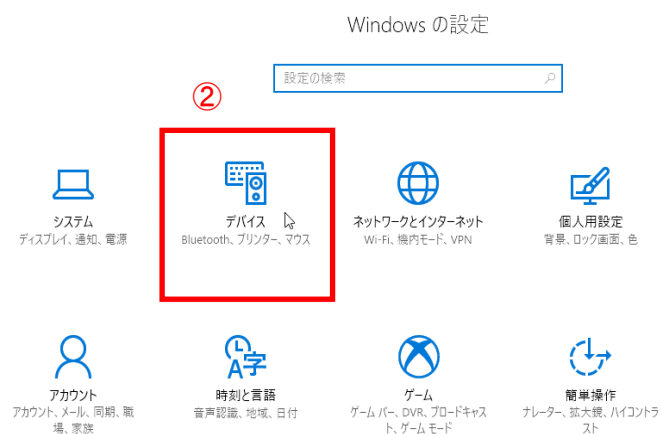 Windows の設定
設定の検索
②
システム
ディスプレイ、通知、電源
デバイス
Bluetooth、プリンター、マウス
ネットワークとインターネット
Wi-Fi、機内モード、VPN
個人用設定
背景、ロック画面、色
アカウント
アカウント、メール、同期、職
場、家族
時刻と言語
音声認識、地域、日付
ゲーム
ゲーム バー、DVR、ブロードキャス
ト、ゲーム モード
簡単操作
ナレーター、拡大鏡、ハイコントラ
スト